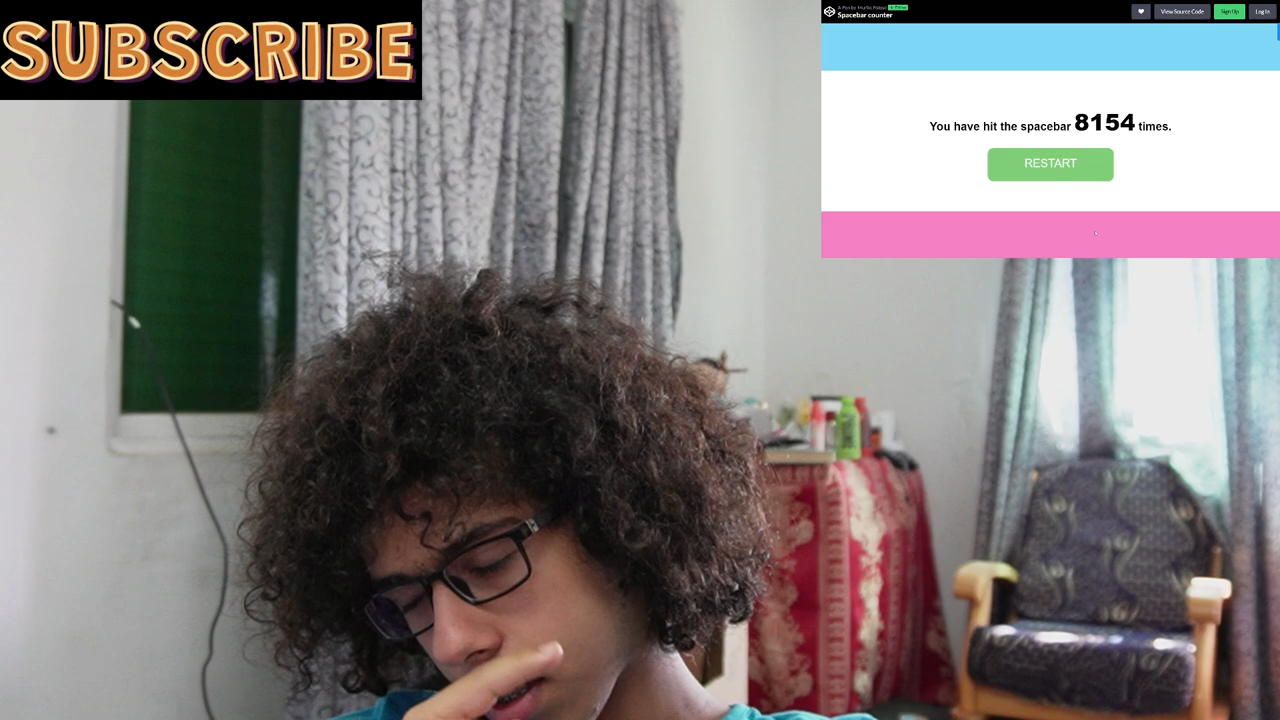 SUBSCRIBE
Spacebar counter
View Source Code
Sign Up
Log In
You have hit the spacebar 8154 times.
RESTART